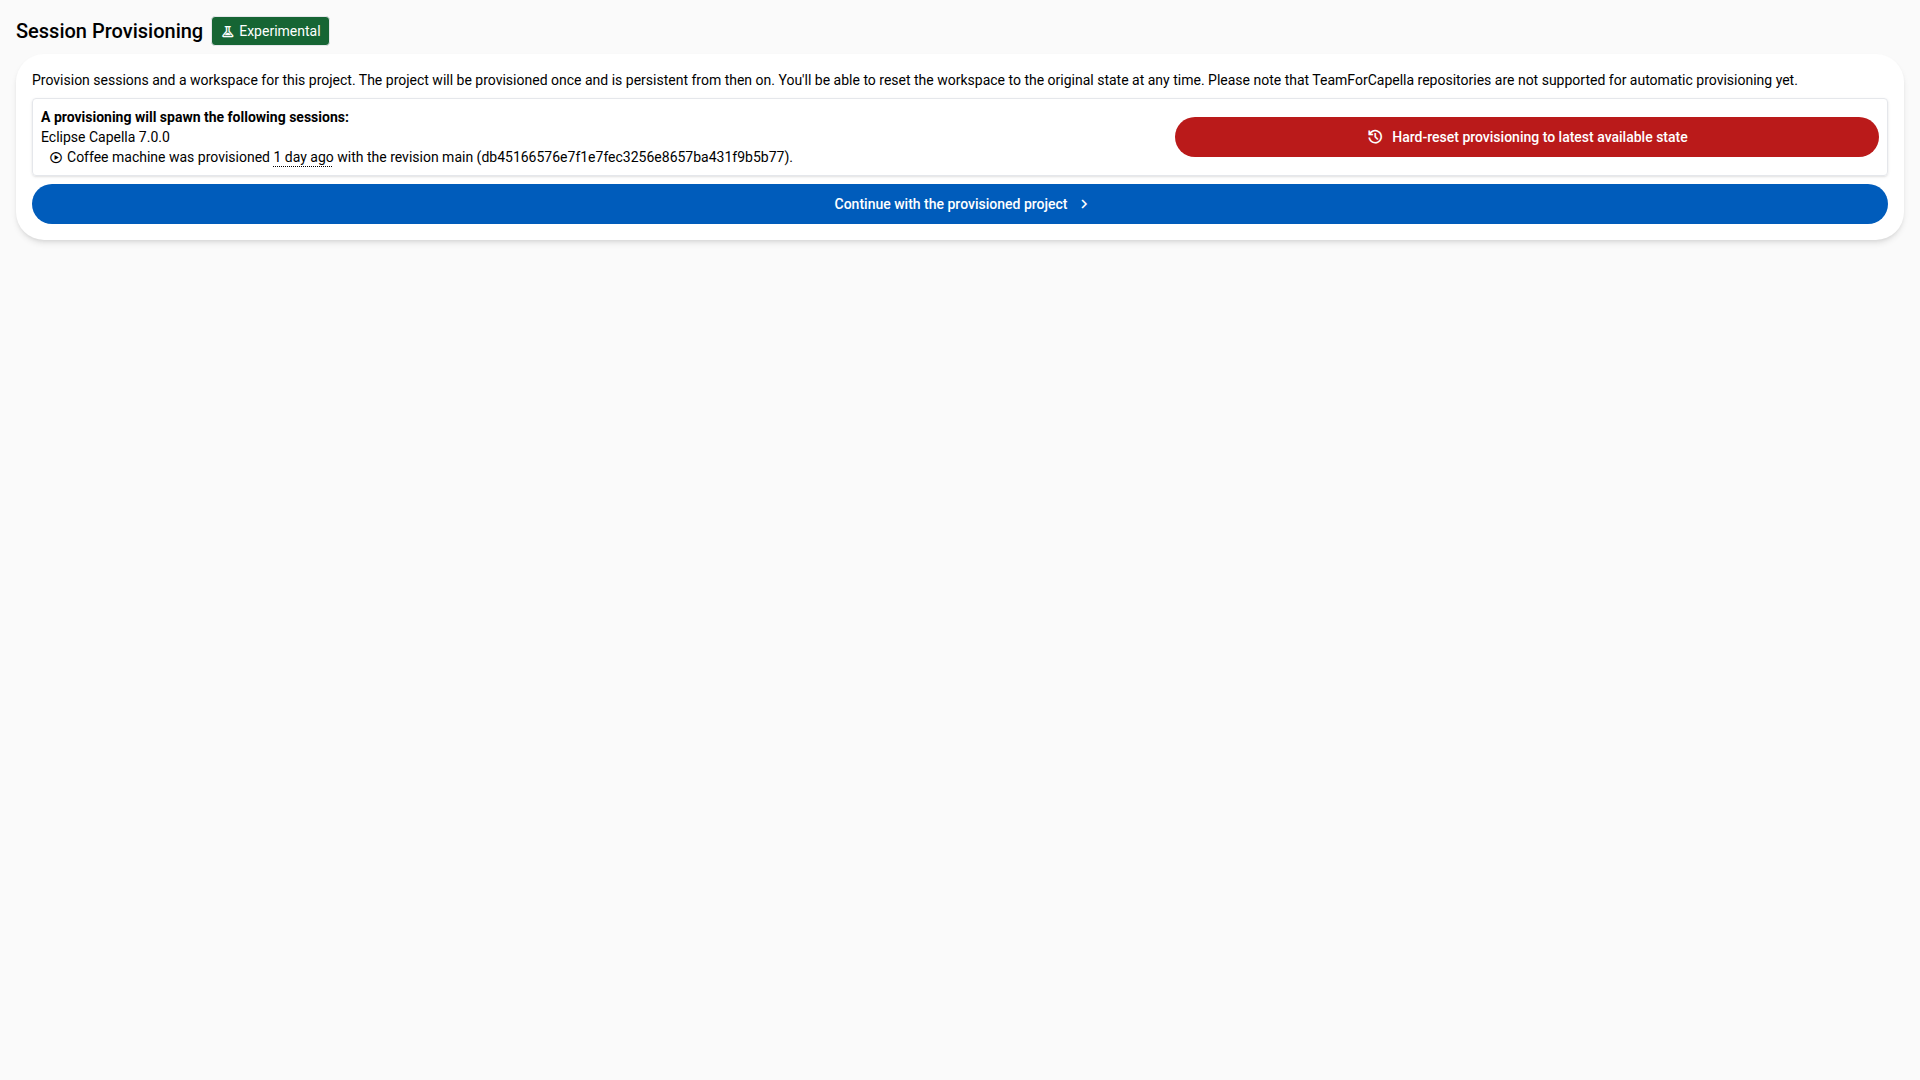 Session Provisioning
Experimental
Provision sessions and a workspace for this project. The project will be provisioned once and is persistent from then on. You'll be able to reset the workspace to the original state at any time. Please note that TeamForCapella repositories are not supported for automatic provisioning yet.
A provisioning will spawn the following sessions:
Eclipse Capella 7.0.0
Coffee machine was provisioned 1 day ago with the revision main (db45166576e7f1e7fec3256e8657ba431f9b5b77).
Hard-reset provisioning to latest available state
Continue with the provisioned project